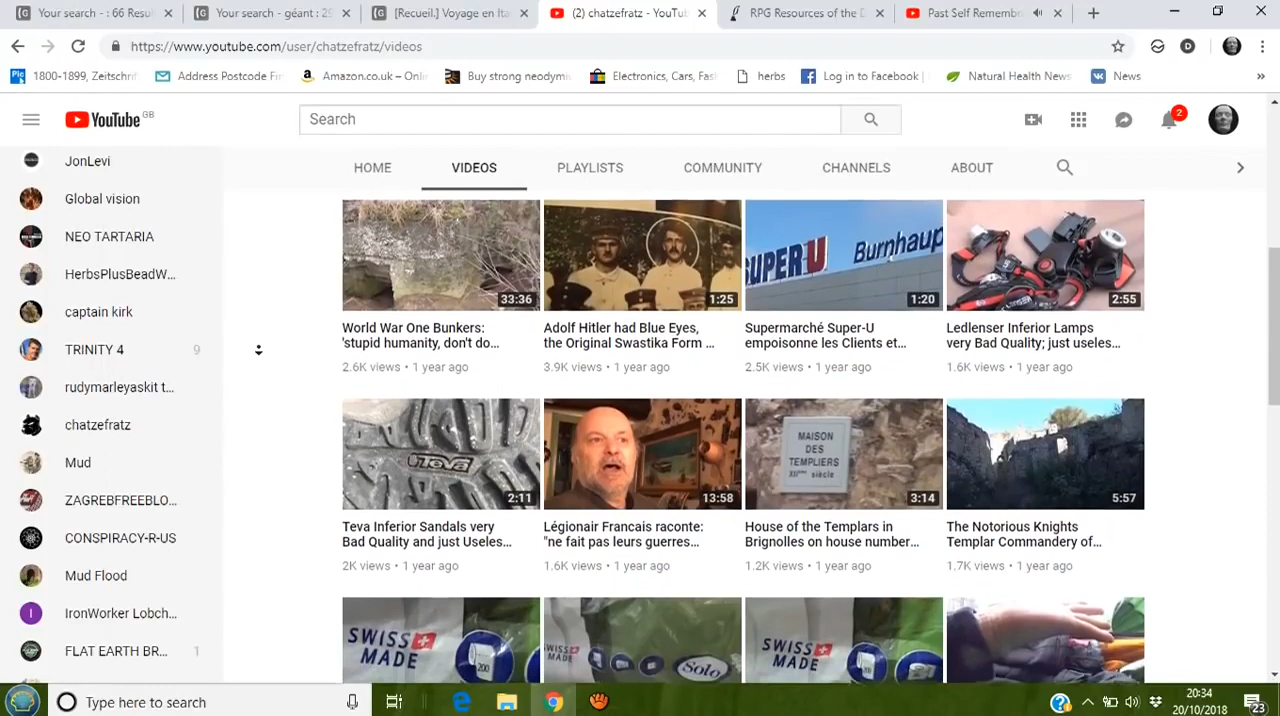 Your search - : 66 Resul
Your search - géant : 29
[Recueil.] Voyage en Ita
(2) chatzefratz - YouTu
RPG Resources of the D
Past Self Remembo
https://www.youtube.com/user/chatzefratz/videos
1800-1899, Zeitschrif
Address Postcode Fin
Amazon.co.uk – Onli
Buy strong neodymi
Electronics, Cars, Fash
herbs
Log in to Facebook |
Natural Health News
News
»
YouTube GB
Search
2
JonLevi
Global vision
NEO TARTARIA
HerbsPlusBeadW...
captain kirk
TRINITY 4 9
rudymarleyaskit t...
chatzefratz
Mud
ZAGREBFREEBLO...
CONSPIRACY-R-US
Mud Flood
IronWorker Lobch...
FLAT EARTH BR... 1
HOME VIDEOS PLAYLISTS COMMUNITY CHANNELS ABOUT
33:36
World War One Bunkers:
'stupid humanity, don't do...
2.6K views • 1 year ago
1:25
Adolf Hitler had Blue Eyes,
the Original Swastika Form ...
3.9K views • 1 year ago
SUPER U Burnhaup
1:20
Supermarché Super-U
empoisonne les Clients et...
2.5K views • 1 year ago
2:55
Ledlenser Inferior Lamps
very Bad Quality; just useles...
1.6K views • 1 year ago
Teva
2:11
Teva Inferior Sandals very
Bad Quality and just Useles...
2K views • 1 year ago
13:58
Légionair Francais raconte:
"ne fait pas leurs guerres...
1.6K views • 1 year ago
MAISON
DES
TEMPLIERS
XIIème siècle
3:14
House of the Templars in
Brignolles on house number...
1.2K views • 1 year ago
5:57
The Notorious Knights
Templar Commandery of...
1.7K views • 1 year ago
SWISS
MADE
200
SWISS
MADE
Solo
SWISS
MADE
200
Type here to search
20:34
20/10/2018
23